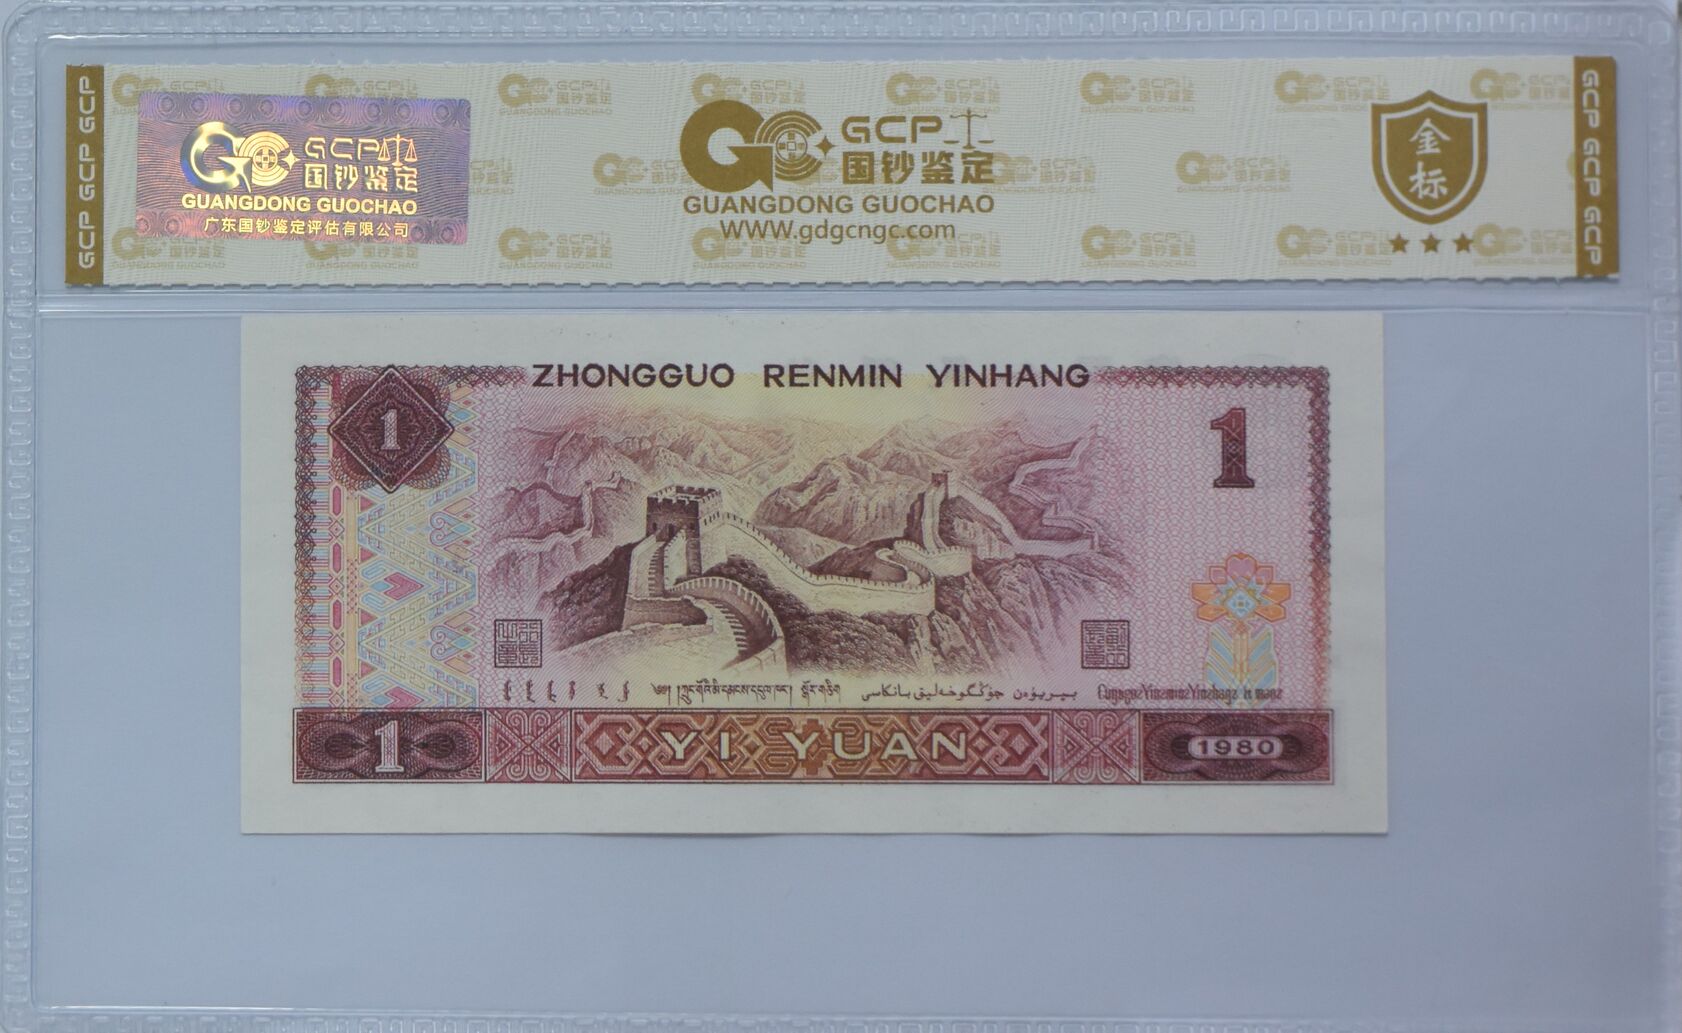 GCP GCP GCP
GCP
国钞鉴定
GUANGDONG GUOCHAO
广东国钞鉴定评估有限公司
GCP
国钞鉴定
GUANGDONG GUOCHAO
WWW.gdgcngc.com
金标
GCP GCP GCP
ZHONGGUO RENMIN YINHANG
1
1
1
YI YUAN
1980